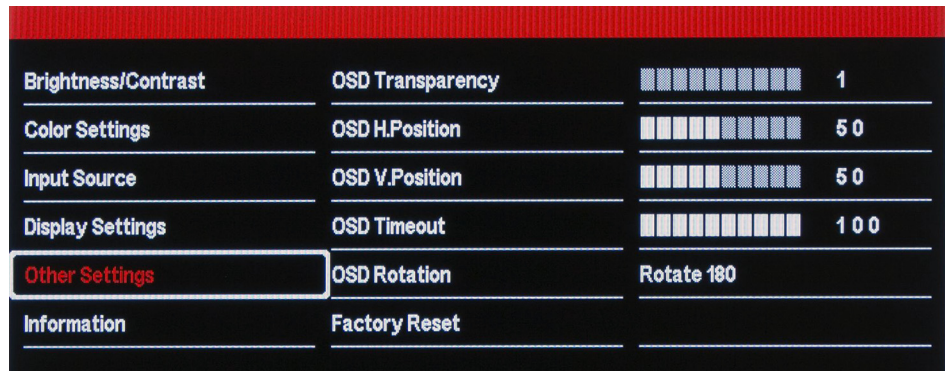 Brightness/Contrast OSD Transparency 1
Color Settings OSD H.Position 50
Input Source OSD V.Position 50
Display Settings OSD Timeout 100
Other Settings OSD Rotation Rotate 180
Information Factory Reset